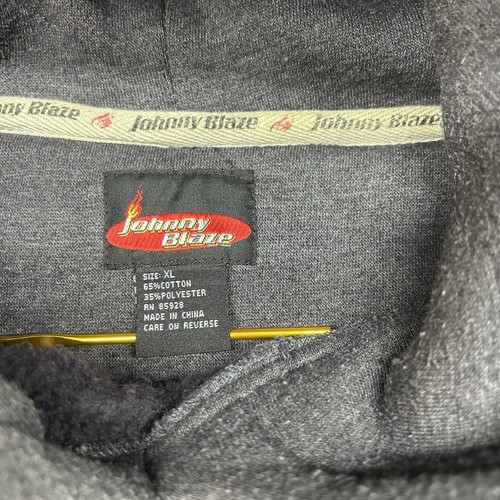 Johnny Blaze Johnny Blaze Johnny Blaze
Johnny
Blaze
SIZE: XL
65%COTTON
35%POLYESTER
RN 85928
MADE IN CHINA
CARE ON REVERSE